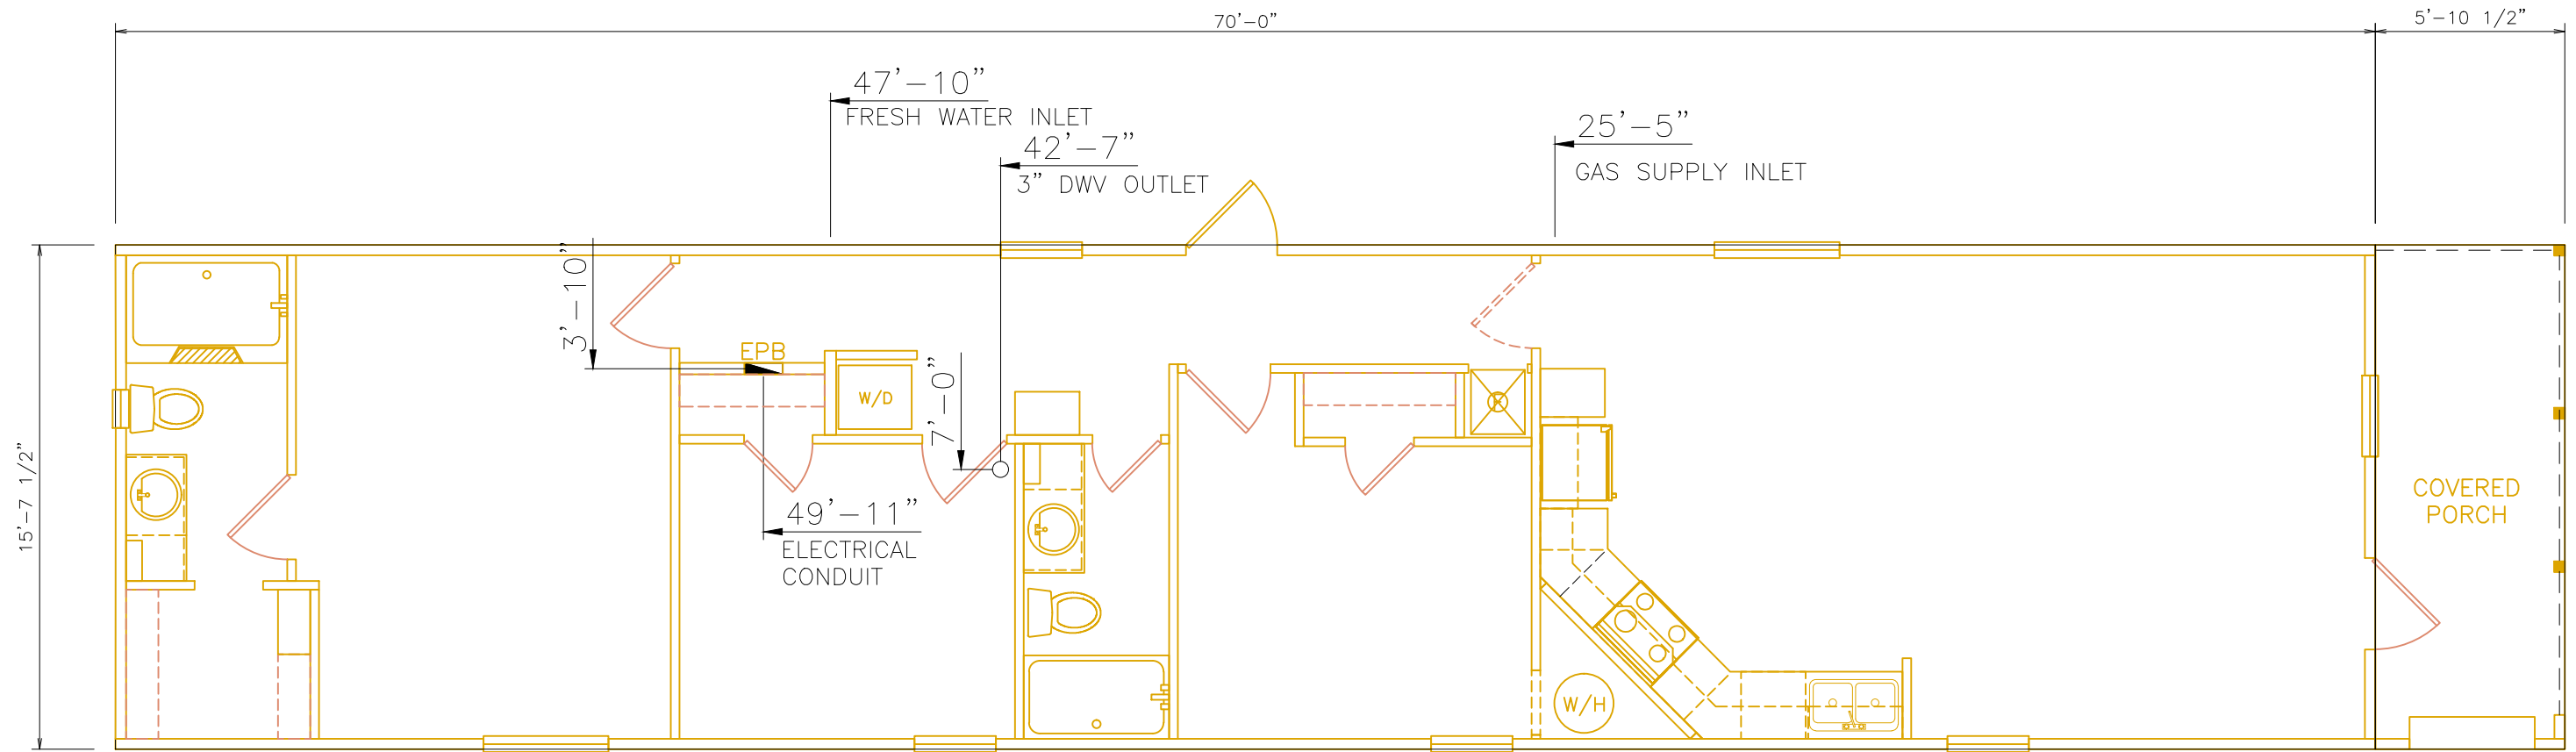 70'-0"
5'-10 1/2"
47'-10"
FRESH WATER INLET
42'-7"
3" DWV OUTLET
25'-5"
GAS SUPPLY INLET
3'-10"
EPB
W/D
7'-0"
15'-7 1/2"
49'-11"
ELECTRICAL
CONDUIT
COVERED
PORCH
W/H